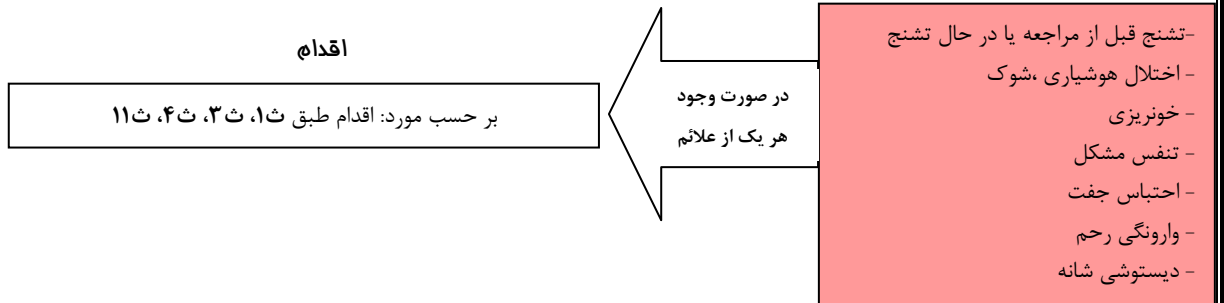 -تشنج قبل از مراجعه یا در حال تشنج
- اختلال هوشیاری ،شوک
- خونریزی
- تنفس مشکل
- احتباس جفت
- وارونگی رحم
- دیستوشی شانه
در صورت وجود
هر یک از علائم
اقدام
بر حسب مورد: اقدام طبق ث۱، ث۳، ث۴، ث۱۱